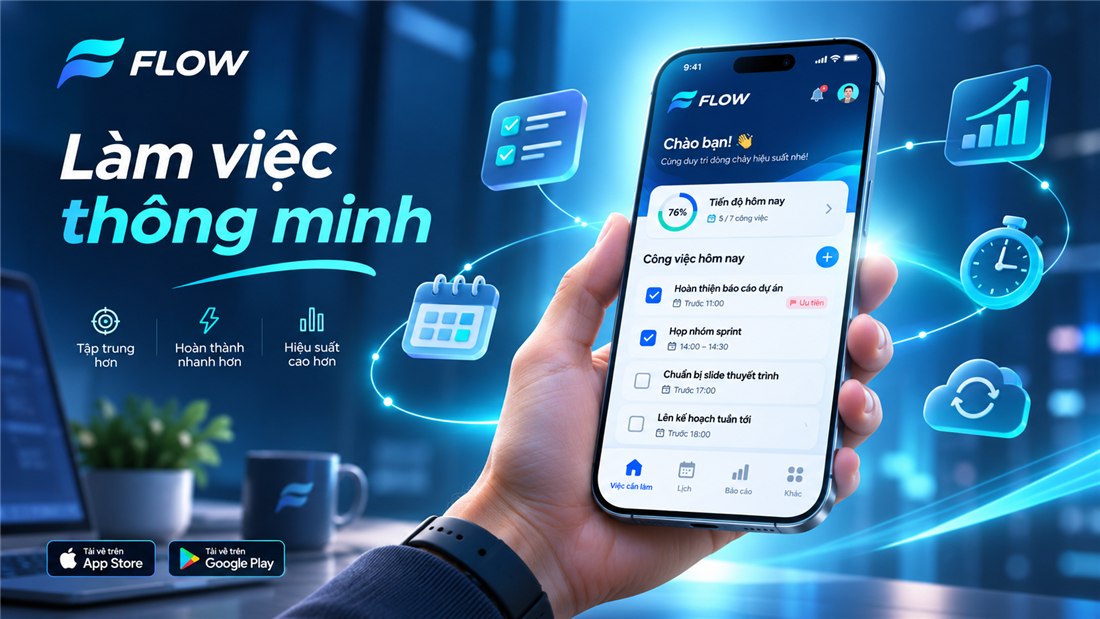 FLOW
Làm việc
thông minh
Tập trung
hơn
Hoàn thành
nhanh hơn
Hiệu suất
cao hơn
Tải về trên
App Store
Tải về trên
Google Play
9:41
FLOW
Chào bạn! 👋
Cùng duy trì dòng chảy hiệu suất nhé!
76%
Tiến độ hôm nay
5 / 7 công việc
Công việc hôm nay
Hoàn thiện báo cáo dự án
Trước 11:00
Ưu tiên
Họp nhóm sprint
14:00 – 14:30
Chuẩn bị slide thuyết trình
Trước 17:00
Lên kế hoạch tuần tới
Trước 18:00
Việc cần làm
Lịch
Báo cáo
Khác